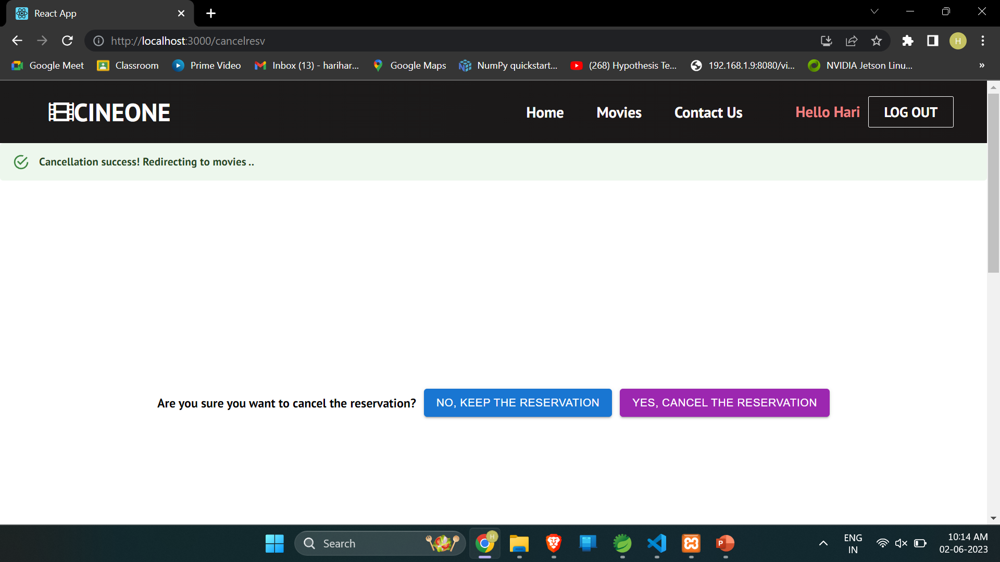 React App
http://localhost:3000/cancelresv
H
Google Meet Classroom Prime Video Inbox (13) - harihar... Google Maps NumPy quickstart... (268) Hypothesis Te... 192.168.1.9:8080/vi... NVIDIA Jetson Linu... »
CINEONE Home Movies Contact Us Hello Hari LOG OUT
Cancellation success! Redirecting to movies ..
Are you sure you want to cancel the reservation? NO, KEEP THE RESERVATION YES, CANCEL THE RESERVATION
Search
H
P
ENG
IN
10:14 AM
02-06-2023